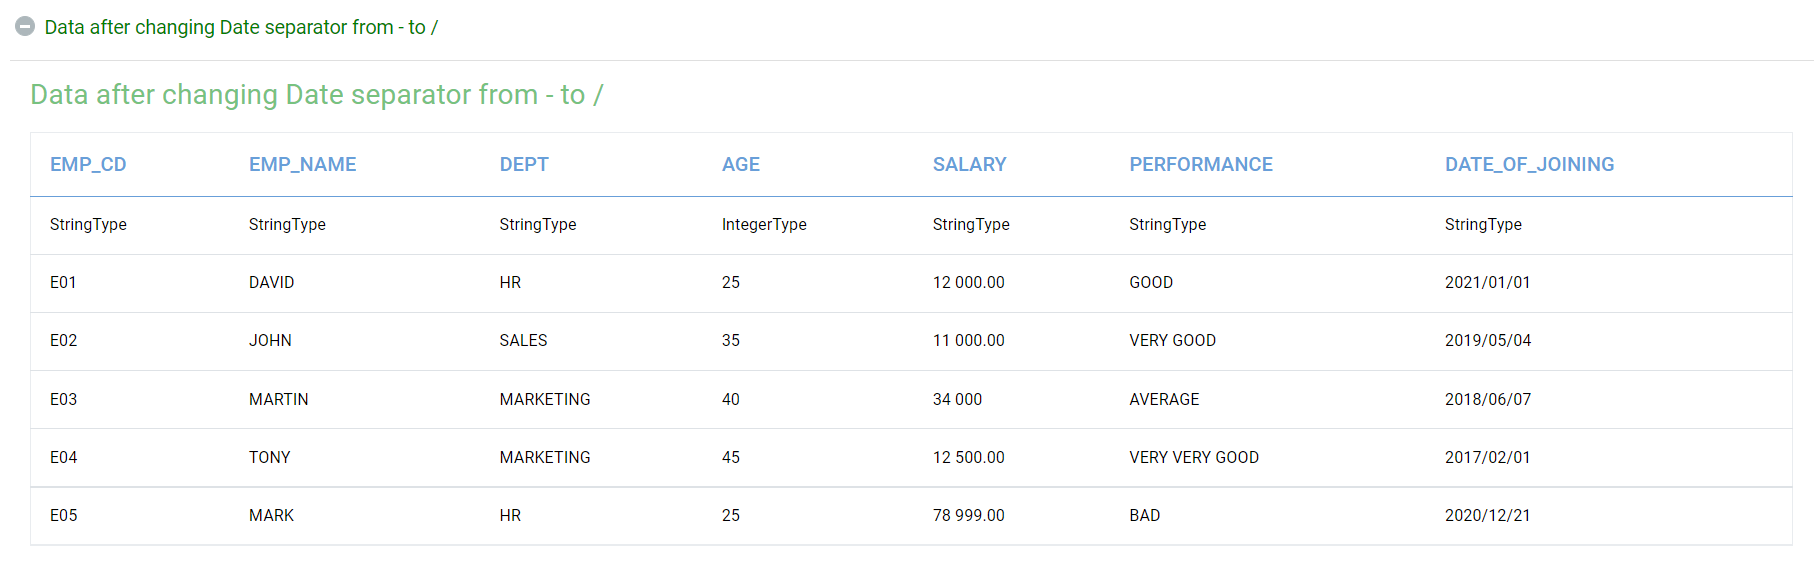 Data after changing Date separator from - to /
Data after changing Date separator from - to /
EMP_CD EMP_NAME DEPT AGE SALARY PERFORMANCE DATE_OF_JOINING
StringType StringType StringType IntegerType StringType StringType StringType
E01 DAVID HR 25 12 000.00 GOOD 2021/01/01
E02 JOHN SALES 35 11 000.00 VERY GOOD 2019/05/04
E03 MARTIN MARKETING 40 34 000 AVERAGE 2018/06/07
E04 TONY MARKETING 45 12 500.00 VERY VERY GOOD 2017/02/01
E05 MARK HR 25 78 999.00 BAD 2020/12/21